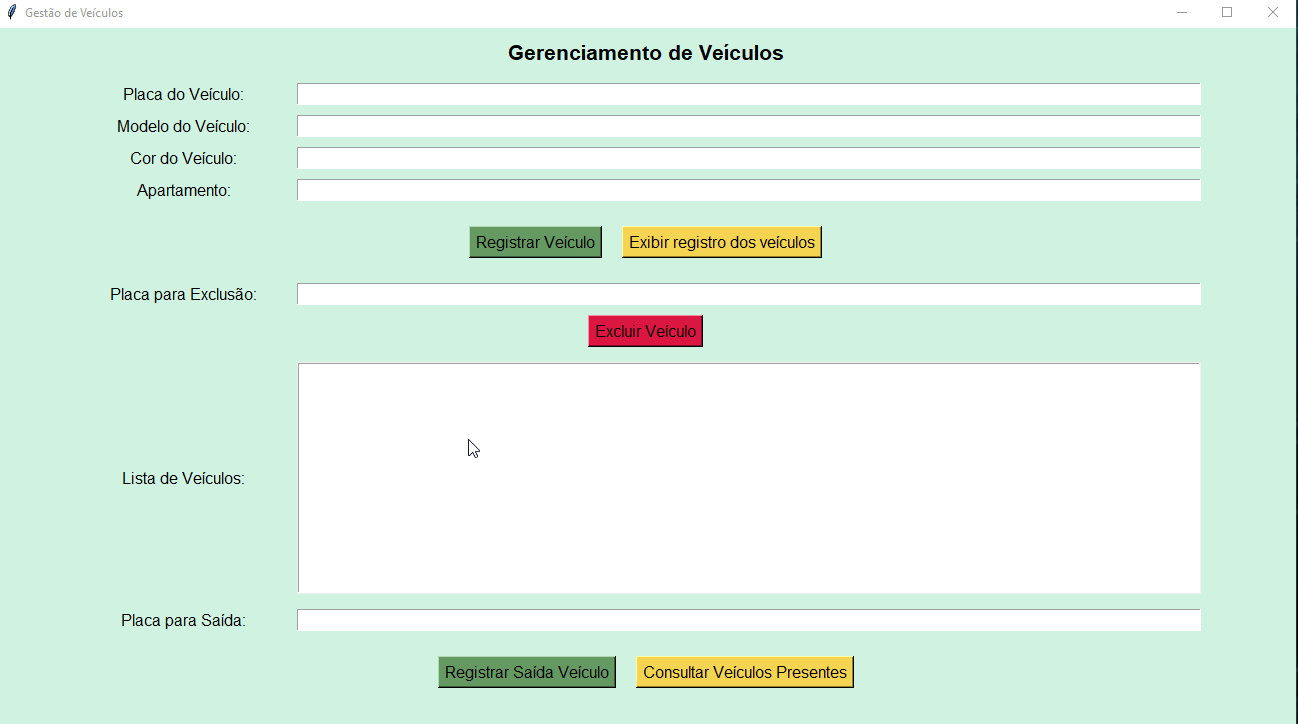 Gestão de Veículos
Gerenciamento de Veículos
Placa do Veículo:
Modelo do Veículo:
Cor do Veículo:
Apartamento:
Registrar Veículo Exibir registro dos veículos
Placa para Exclusão:
Excluir Veículo
Lista de Veículos:
Placa para Saída:
Registrar Saída Veículo Consultar Veículos Presentes